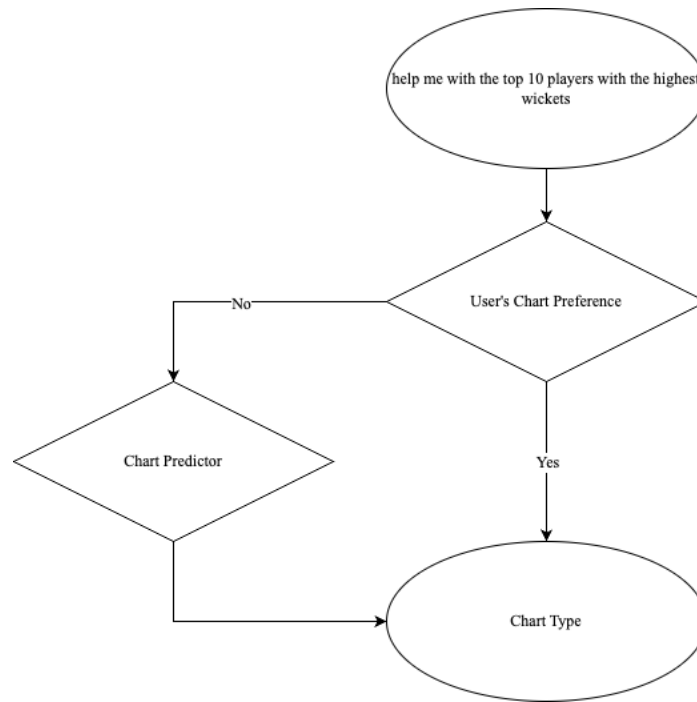 help me with the top 10 players with the highest
wickets
User's Chart Preference
No
Chart Predictor
Yes
Chart Type